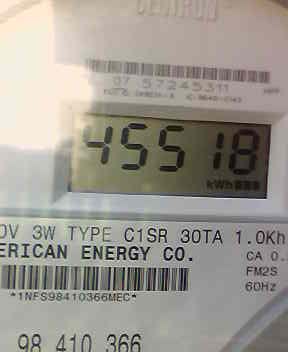 CENTRON
07 57245311
45518
kWh
0V 3W TYPE C1SR 30TA 1.0Kh
ERICAN ENERGY CO.
CA 0.
FM2S
*1NFS98410366MEC*
60Hz
98 410 366